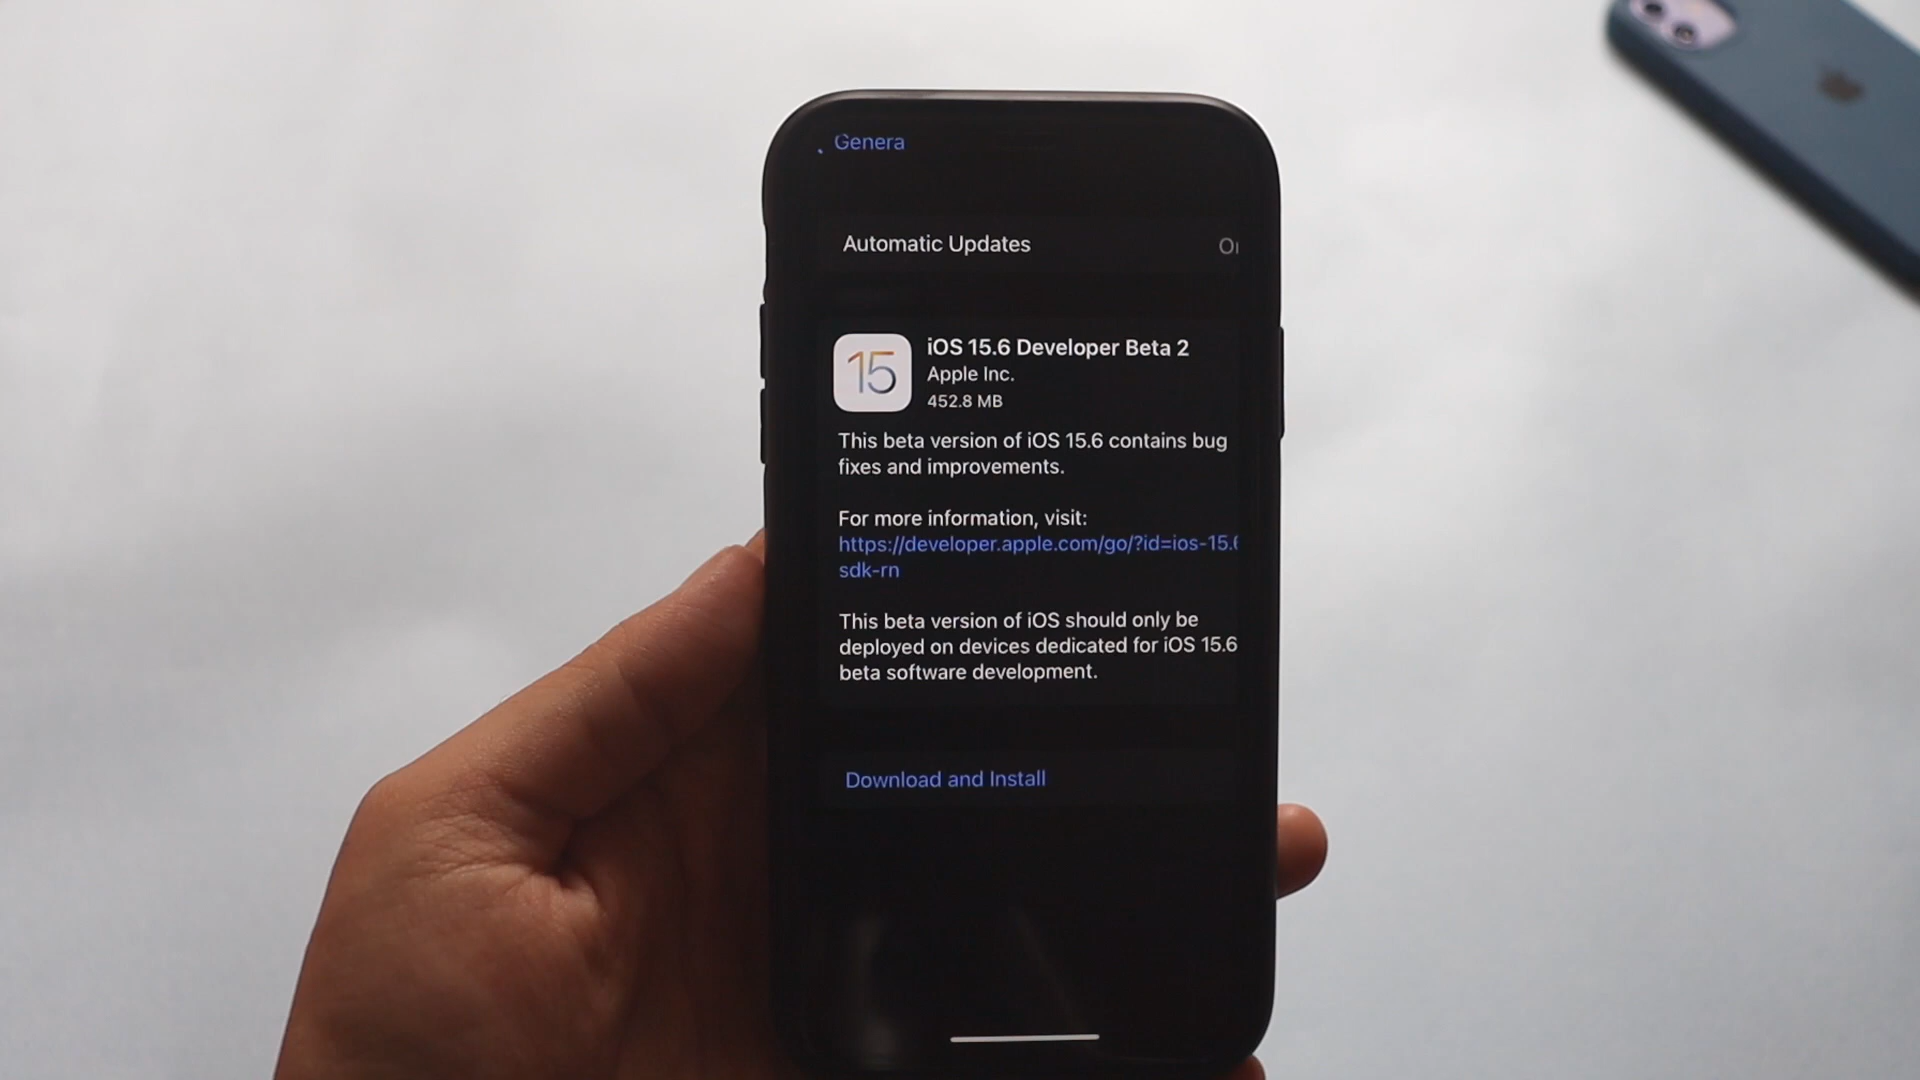 Genera
Automatic Updates
15
iOS 15.6 Developer Beta 2
Apple Inc.
452.8 MB
This beta version of iOS 15.6 contains bug
fixes and improvements.
For more information, visit:
https://developer.apple.com/go/?id=ios-15.6
sdk-rn
This beta version of iOS should only be
deployed on devices dedicated for iOS 15.6
beta software development.
Download and Install